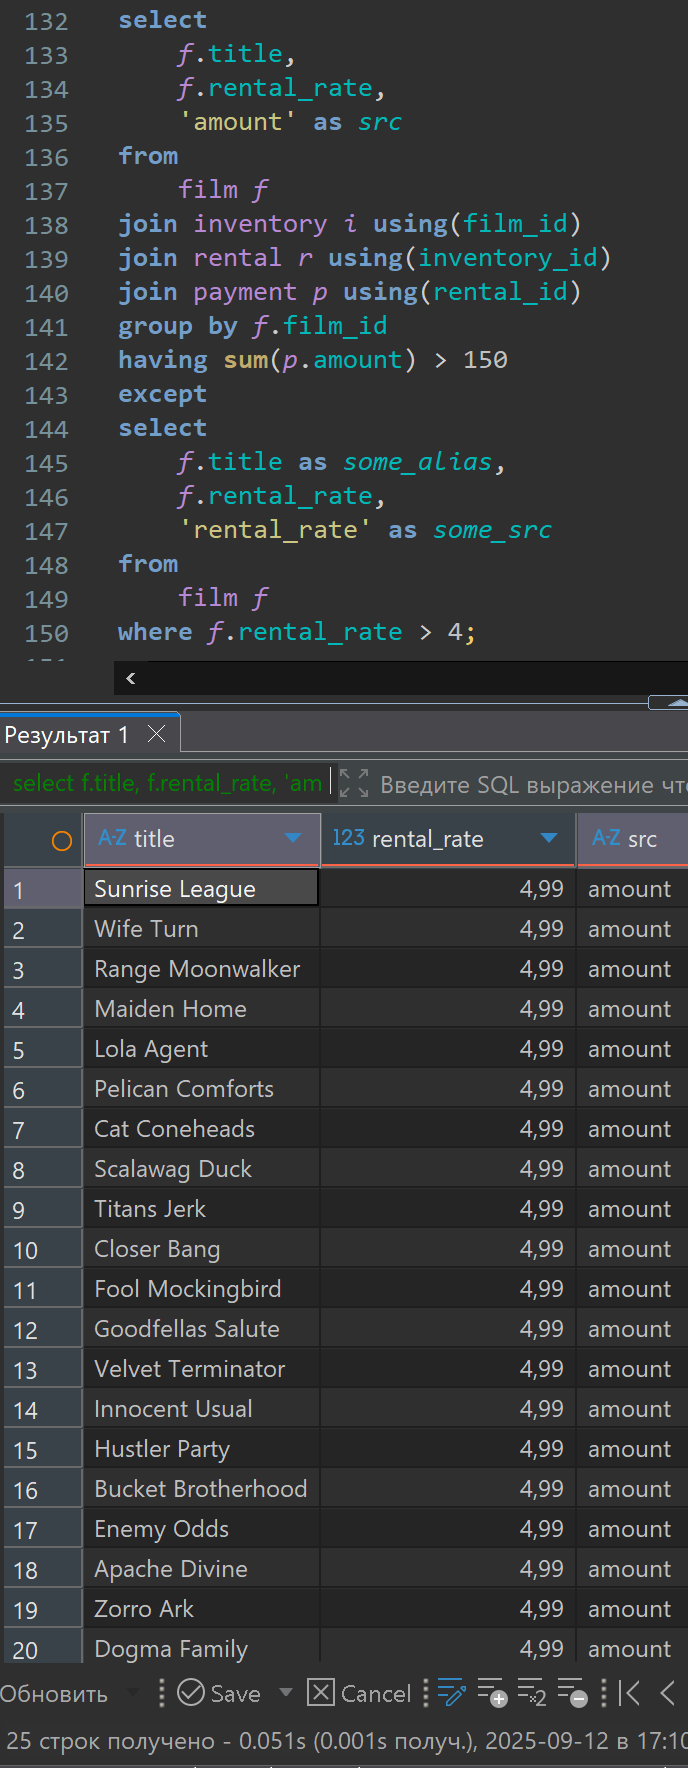 132 select
133 f.title,
134 f.rental_rate,
135 'amount' as src
136 from
137 film f
138 join inventory i using(film_id)
139 join rental r using(inventory_id)
140 join payment p using(rental_id)
141 group by f.film_id
142 having sum(p.amount) > 150
143 except
144 select
145 f.title as some_alias,
146 f.rental_rate,
147 'rental_rate' as some_src
148 from
149 film f
150 where f.rental_rate > 4;
Результат 1
select f.title, f.rental_rate, 'am Введите SQL выражение чт
A-Z title 123 rental_rate A-Z src
1 Sunrise League 4,99 amount
2 Wife Turn 4,99 amount
3 Range Moonwalker 4,99 amount
4 Maiden Home 4,99 amount
5 Lola Agent 4,99 amount
6 Pelican Comforts 4,99 amount
7 Cat Coneheads 4,99 amount
8 Scalawag Duck 4,99 amount
9 Titans Jerk 4,99 amount
10 Closer Bang 4,99 amount
11 Fool Mockingbird 4,99 amount
12 Goodfellas Salute 4,99 amount
13 Velvet Terminator 4,99 amount
14 Innocent Usual 4,99 amount
15 Hustler Party 4,99 amount
16 Bucket Brotherhood 4,99 amount
17 Enemy Odds 4,99 amount
18 Apache Divine 4,99 amount
19 Zorro Ark 4,99 amount
20 Dogma Family 4,99 amount
Обновить Save Cancel
25 строк получено - 0.051s (0.001s получ.), 2025-09-12 в 17:10